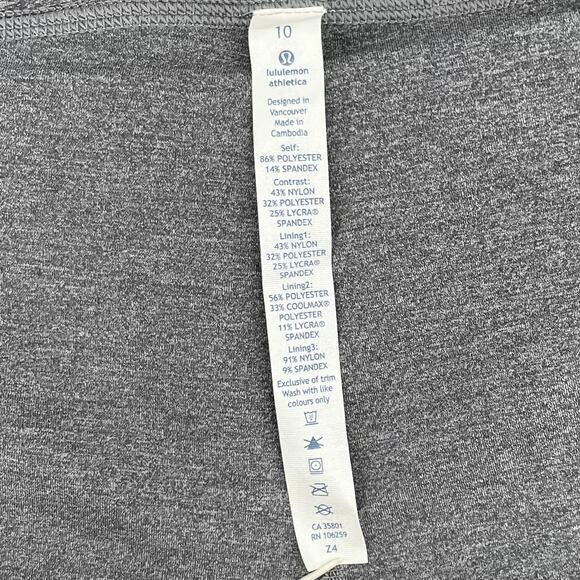 10
lululemon
athletica
Designed in
Vancouver
Made in
Cambodia
Self:
86% POLYESTER
14% SPANDEX
Contrast:
43% NYLON
32% POLYESTER
25% LYCRA®
SPANDEX
Lining1:
43% NYLON
32% POLYESTER
25% LYCRA®
SPANDEX
Lining2:
56% POLYESTER
33% COOLMAX®
POLYESTER
11% LYCRA®
SPANDEX
Lining3:
91% NYLON
9% SPANDEX
Exclusive of trim
Wash with like
colours only
CA 35801
RN 106259
Z4